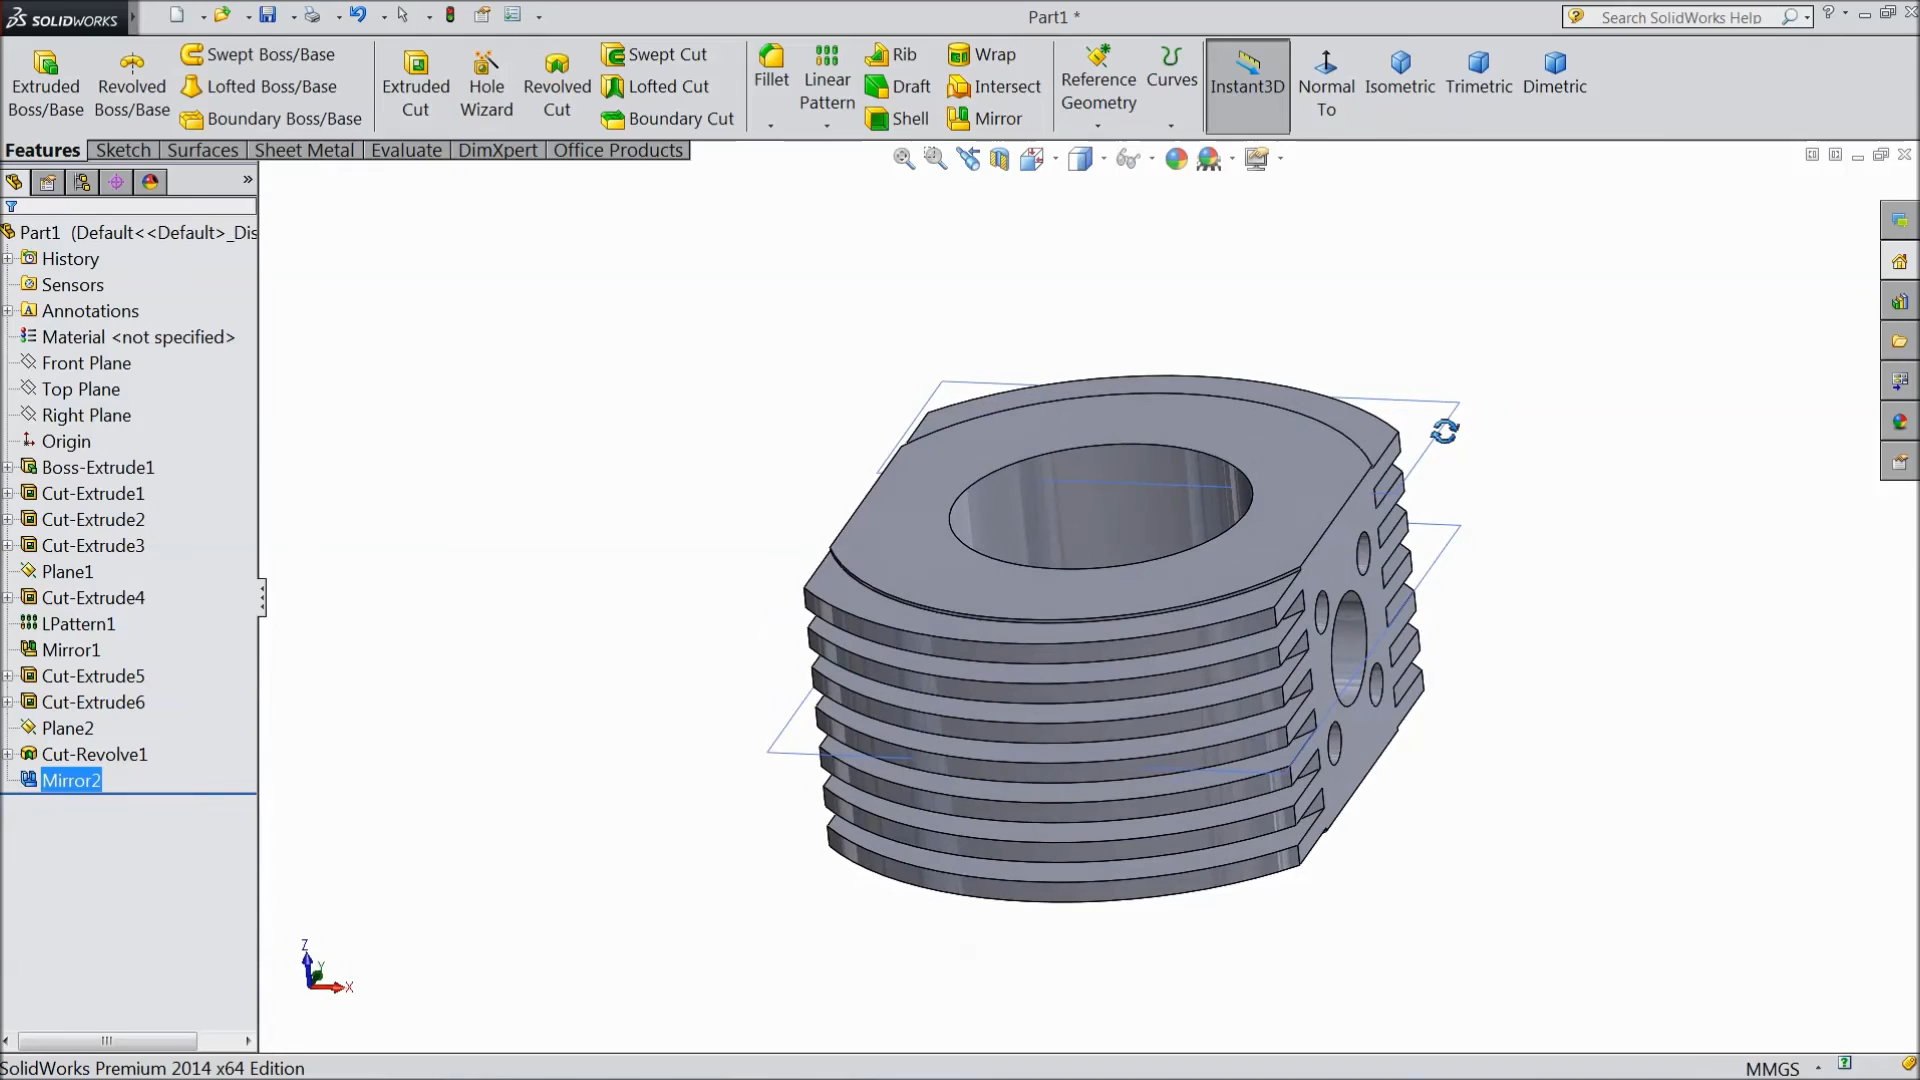 SOLIDWORKS
Part1 *
Search SolidWorks Help
Extruded Boss/Base
Revolved Boss/Base
Swept Boss/Base
Lofted Boss/Base
Boundary Boss/Base
Extruded Cut
Hole Wizard
Revolved Cut
Swept Cut
Lofted Cut
Boundary Cut
Fillet
Linear Pattern
Rib
Draft
Shell
Wrap
Intersect
Mirror
Reference Geometry
Curves
Instant3D
Normal To
Isometric
Trimetric
Dimetric
Features
Sketch
Surfaces
Sheet Metal
Evaluate
DimXpert
Office Products
»
Part1 (Default<<Default>_Dis
History
Sensors
Annotations
Material <not specified>
Front Plane
Top Plane
Right Plane
Origin
Boss-Extrude1
Cut-Extrude1
Cut-Extrude2
Cut-Extrude3
Plane1
Cut-Extrude4
LPattern1
Mirror1
Cut-Extrude5
Cut-Extrude6
Plane2
Cut-Revolve1
Mirror2
Z
Y
X
SolidWorks Premium 2014 x64 Edition
MMGS